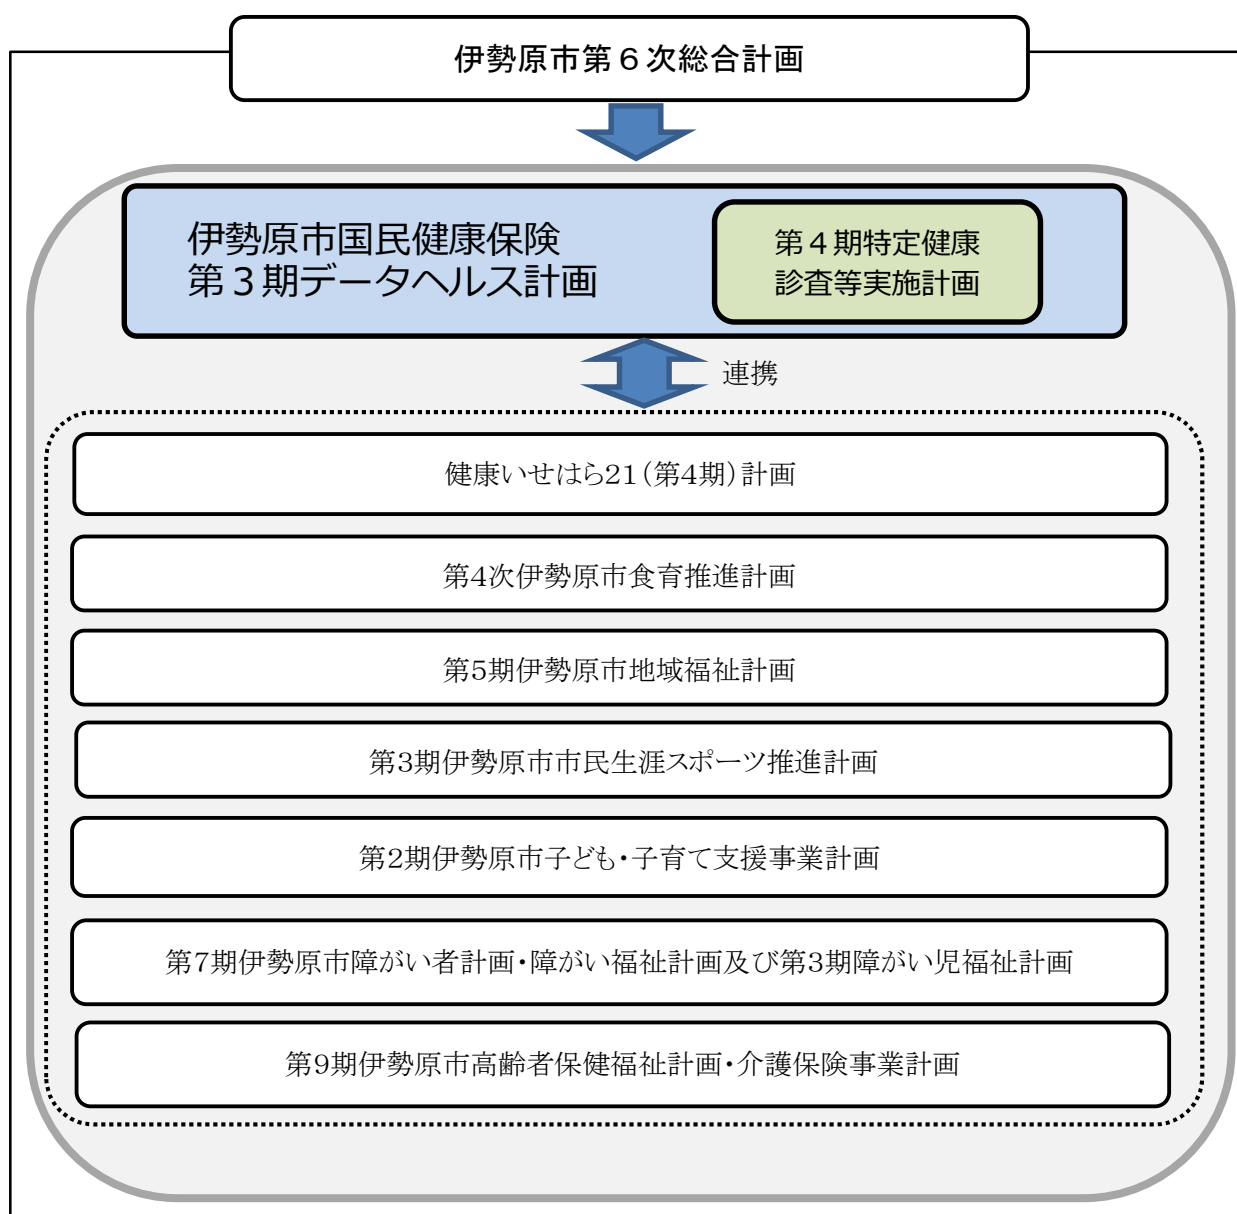 伊勢原市第６次総合計画
伊勢原市国民健康保険
第３期データヘルス計画
第４期特定健康
診査等実施計画
連携
健康いせはら21（第4期）計画
第4次伊勢原市食育推進計画
第5期伊勢原市地域福祉計画
第3期伊勢原市市民生涯スポーツ推進計画
第2期伊勢原市子ども・子育て支援事業計画
第7期伊勢原市障がい者計画・障がい福祉計画及び第3期障がい児福祉計画
第9期伊勢原市高齢者保健福祉計画・介護保険事業計画